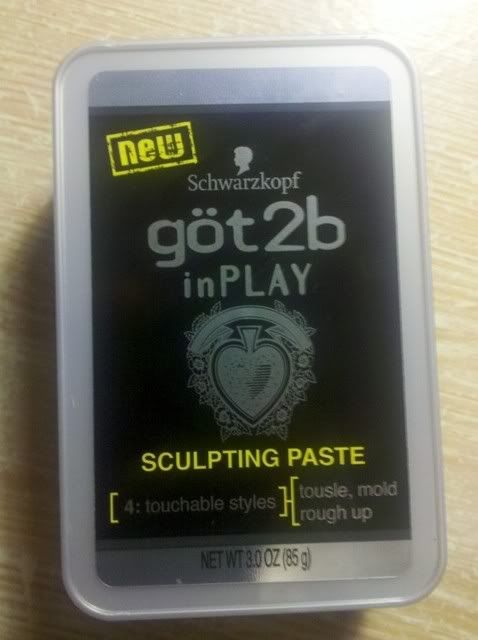 new
Schwarzkopf
göt2b
inPLAY
SCULPTING PASTE
[4: touchable styles]
[tousle, mold
rough up
NET WT 3.0 OZ (85 g)